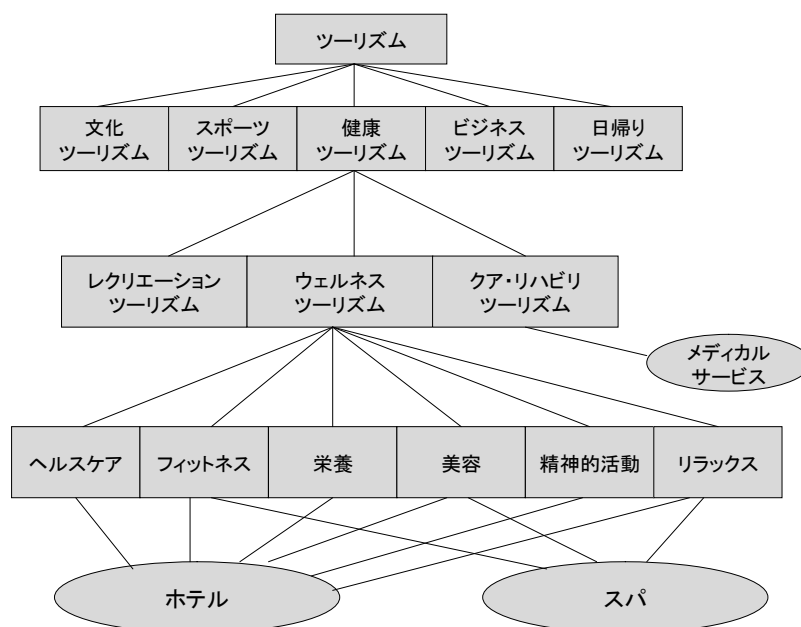 ツーリズム
文化
ツーリズム
スポーツ
ツーリズム
健康
ツーリズム
ビジネス
ツーリズム
日帰り
ツーリズム
レクリエーション
ツーリズム
ウェルネス
ツーリズム
クア・リハビリ
ツーリズム
メディカル
サービス
ヘルスケア
フィットネス
栄養
美容
精神的活動
リラックス
ホテル
スパ